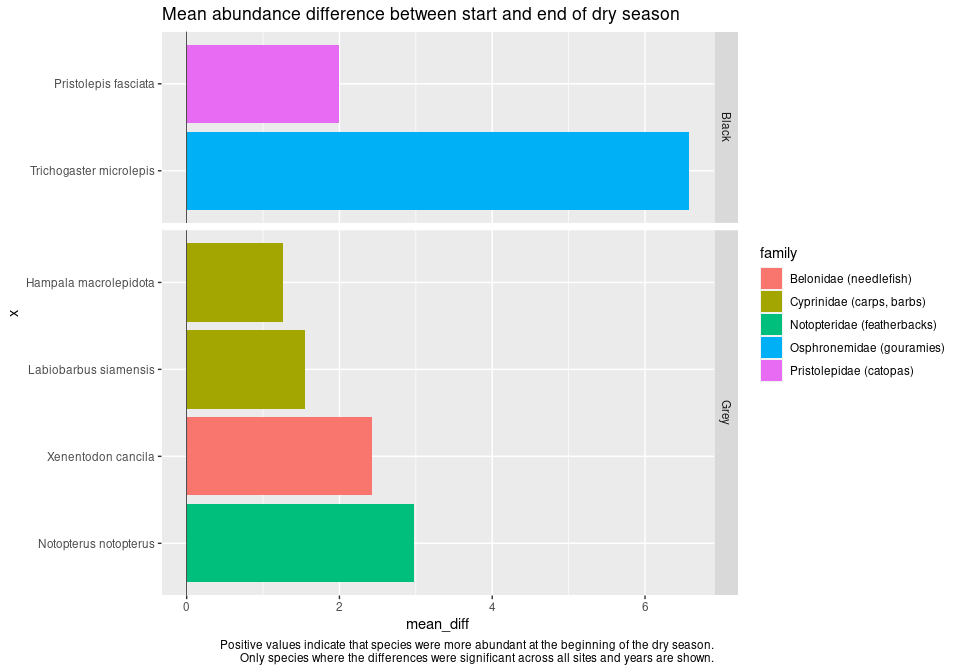 Mean abundance difference between start and end of dry season
Pristolepis fasciata
Trichogaster microlepis
Black
Hampala macrolepidota
Labiobarbus siamensis
Xenentodon cancila
Notopterus notopterus
Grey
x
0 2 4 6
mean_diff
family
Belonidae (needlefish)
Cyprinidae (carps, barbs)
Notopteridae (featherbacks)
Osphronemidae (gouramies)
Pristolepidae (catopas)
Positive values indicate that species were more abundant at the beginning of the dry season.
Only species where the differences were significant across all sites and years are shown.